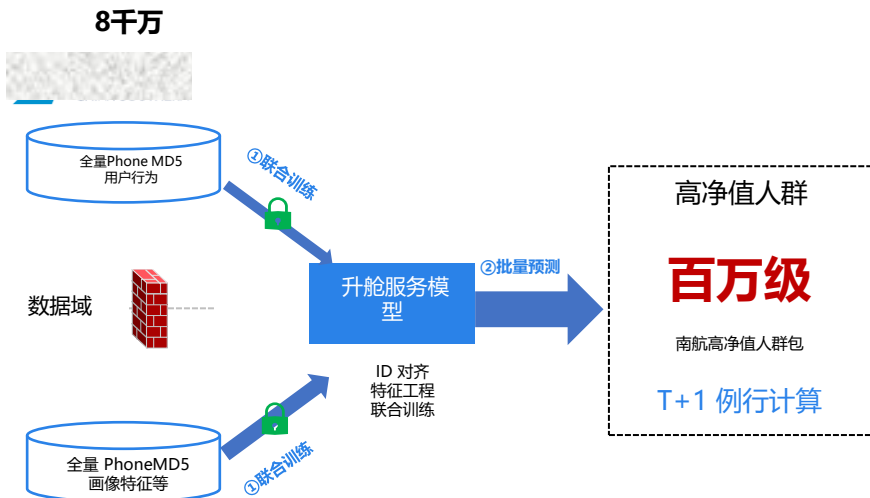 8千万
全量Phone MD5
用户行为
①联合训练
数据域
升舱服务模
型
②批量预测
ID 对齐
特征工程
联合训练
全量 PhoneMD5
画像特征等
①联合训练
高净值人群
百万级
南航高净值人群包
T+1 例行计算